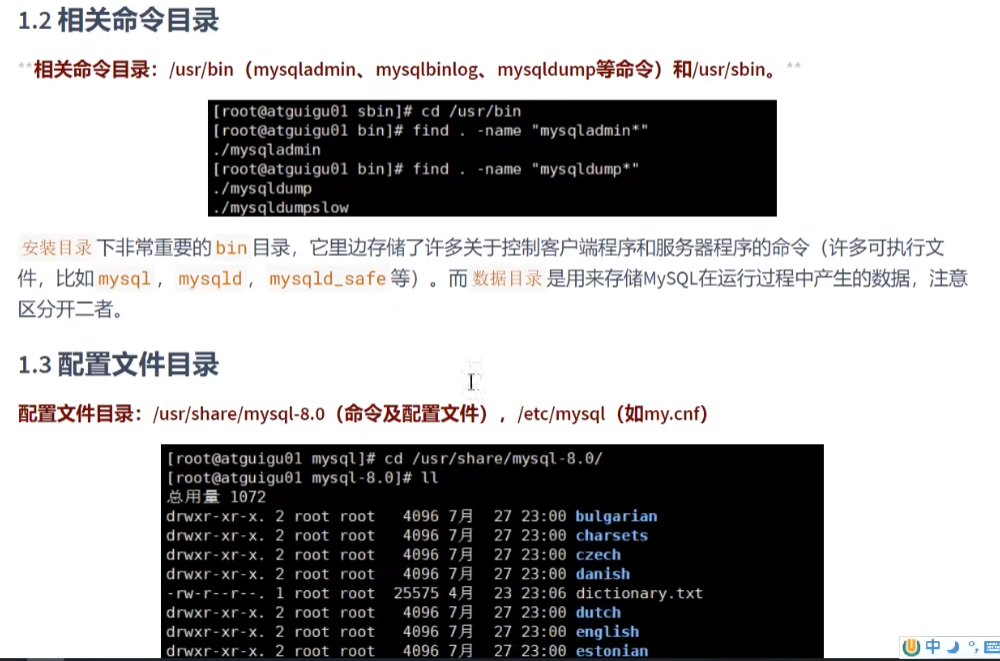 1.2 相关命令目录
**相关命令目录：/usr/bin（mysqladmin、mysqlbinlog、mysqldump等命令）和/usr/sbin。**
[root@atguigu01 sbin]# cd /usr/bin
[root@atguigu01 bin]# find . -name "mysqladmin*"
./mysqladmin
[root@atguigu01 bin]# find . -name "mysqldump*"
./mysqldump
./mysqldumpslow
安装目录下非常重要的 bin 目录，它里边存储了许多关于控制客户端程序和服务器程序的命令（许多可执行文
件，比如 mysql ， mysqld ， mysqld_safe 等）。而 数据目录 是用来存储MySQL在运行过程中产生的数据，注意
区分开二者。
1.3 配置文件目录
配置文件目录：/usr/share/mysql-8.0（命令及配置文件），/etc/mysql（如my.cnf）
[root@atguigu01 mysql]# cd /usr/share/mysql-8.0/
[root@atguigu01 mysql-8.0]# ll
总用量 1072
drwxr-xr-x. 2 root root 4096 7月 27 23:00 bulgarian
drwxr-xr-x. 2 root root 4096 7月 27 23:00 charsets
drwxr-xr-x. 2 root root 4096 7月 27 23:00 czech
drwxr-xr-x. 2 root root 4096 7月 27 23:00 danish
-rw-r--r--. 1 root root 25575 4月 23 23:06 dictionary.txt
drwxr-xr-x. 2 root root 4096 7月 27 23:00 dutch
drwxr-xr-x. 2 root root 4096 7月 27 23:00 english
drwxr-xr-x. 2 root root 4096 7月 27 23:00 estonian
中